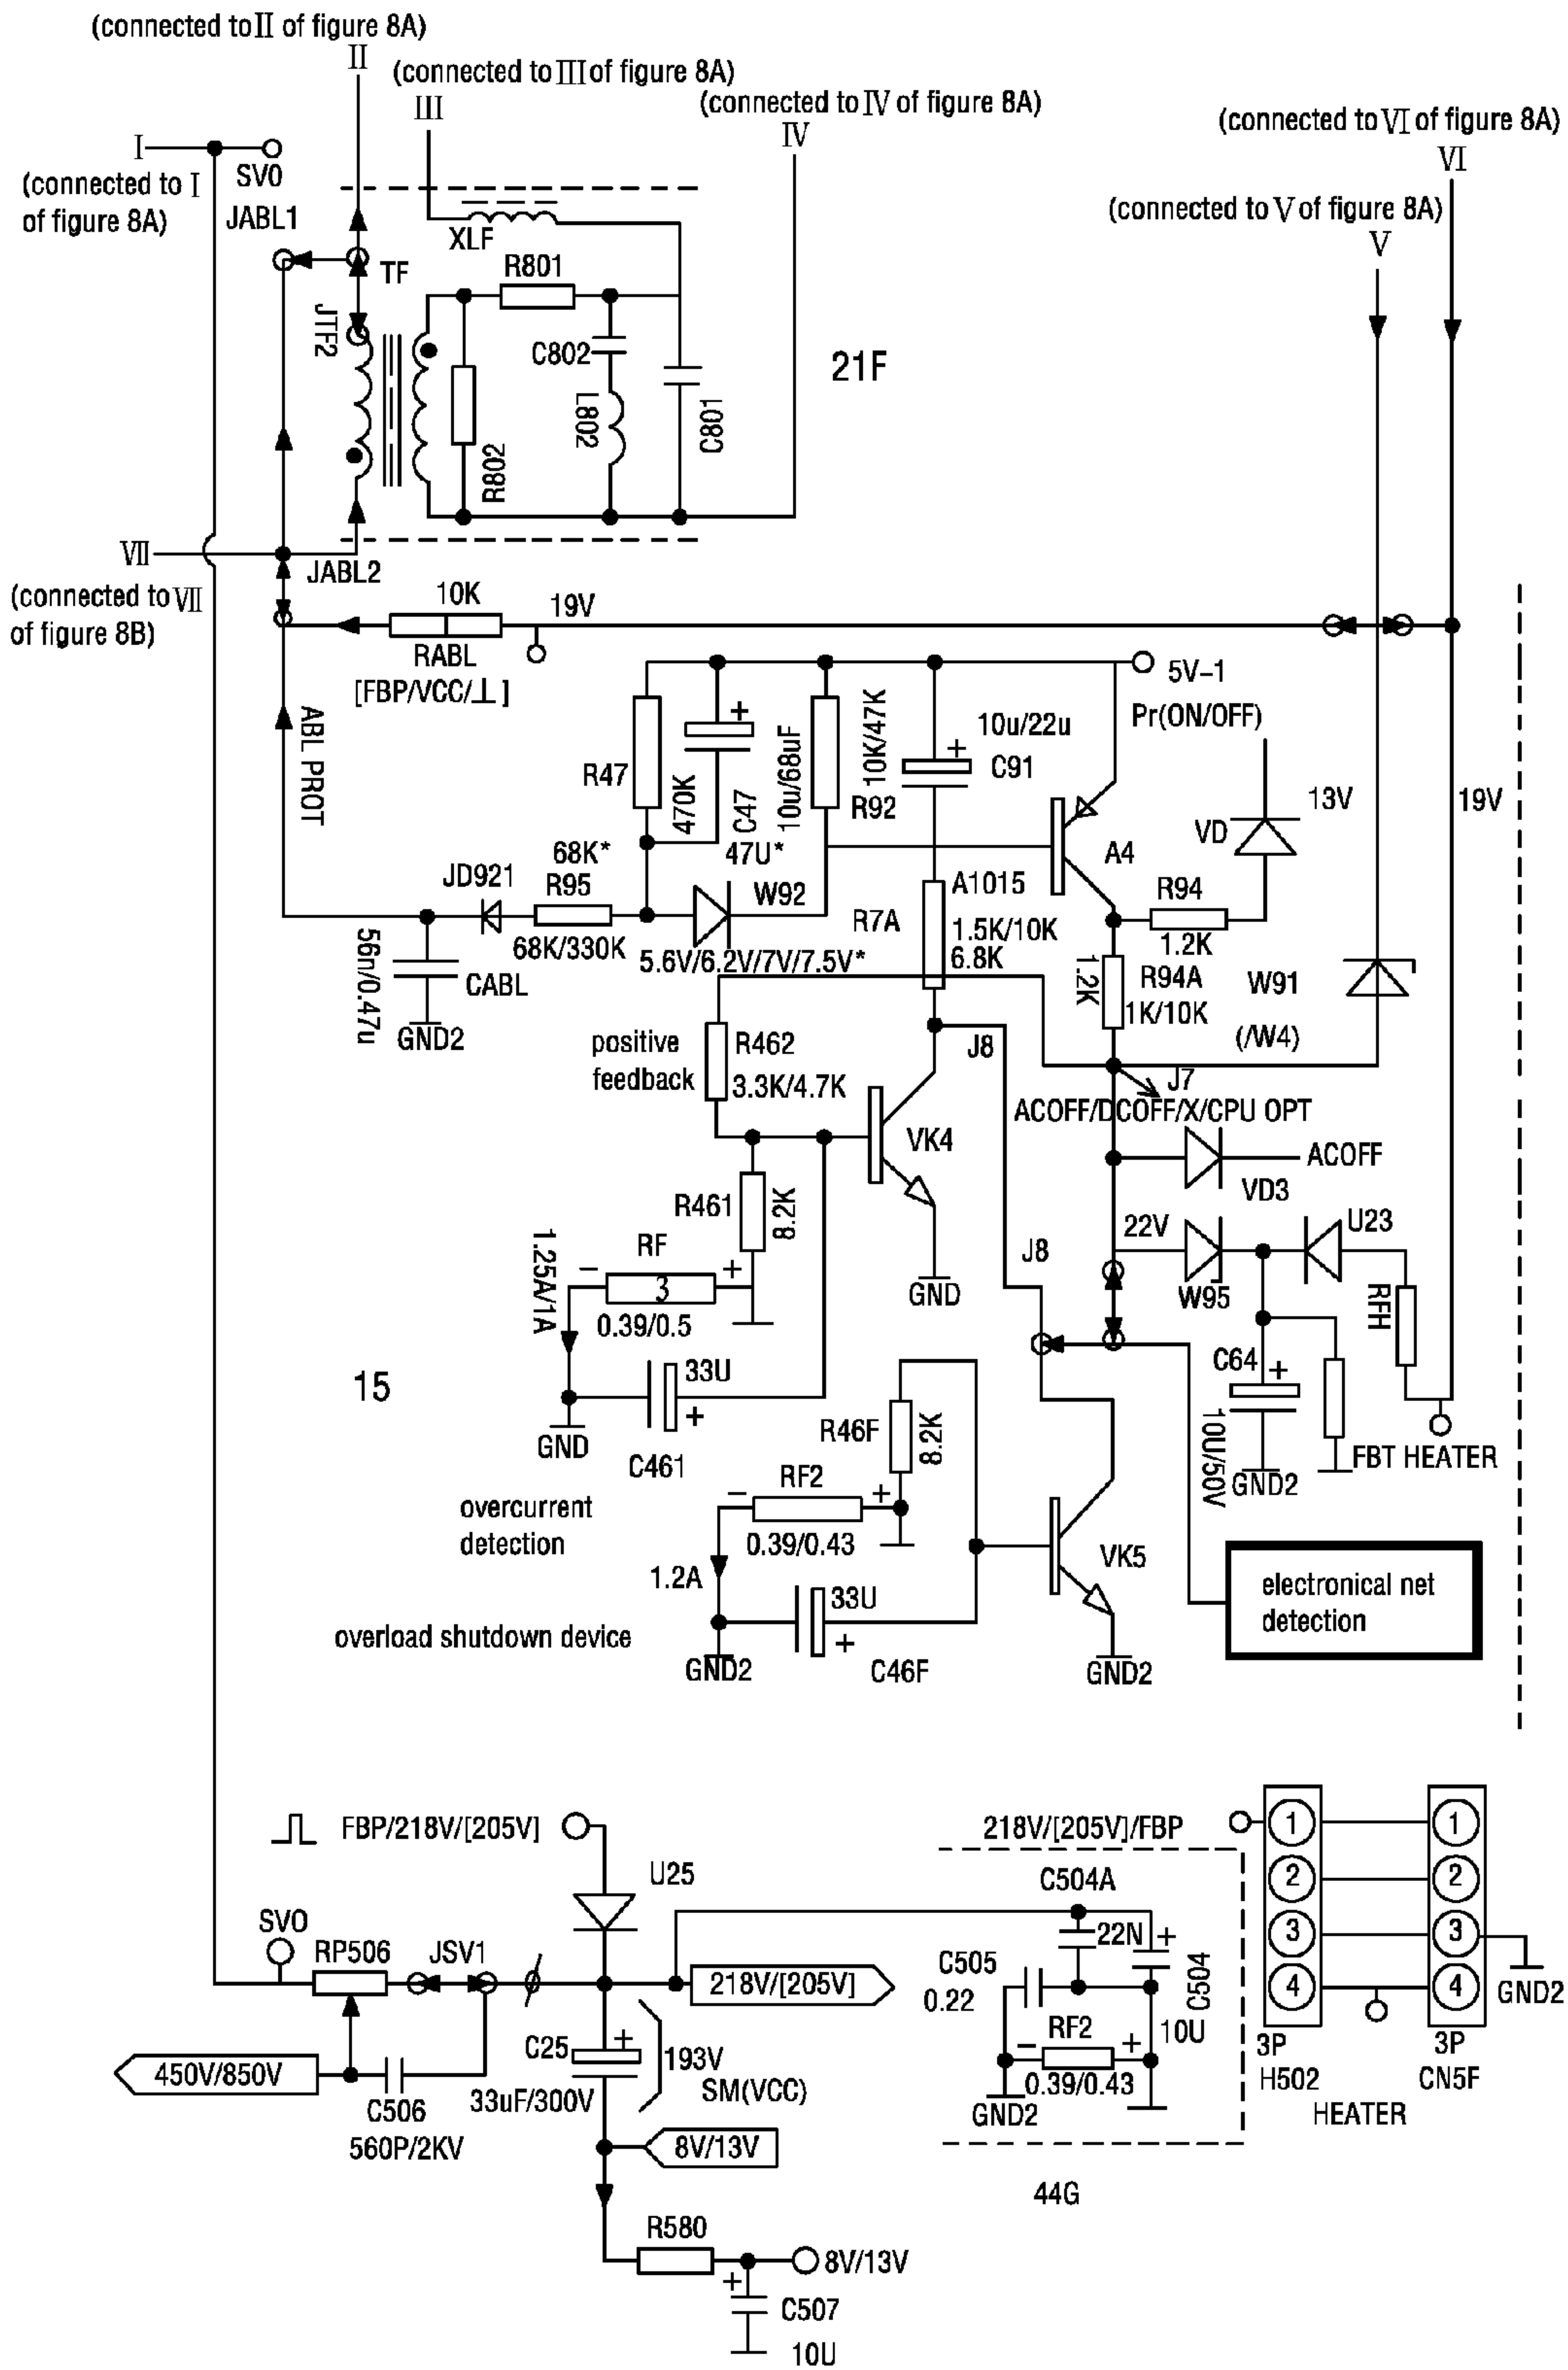 (connected to II of figure 8A)
II
(connected to III of figure 8A)
III
(connected to IV of figure 8A)
IV
(connected to VI of figure 8A)
VI
I
SV0
(connected to I
of figure 8A)
(connected to V of figure 8A)
V
JABL1
XLF
TF
R801
JTF2
C802
21F
L802
C801
R802
VII
JABL2
(connected to VII
of figure 8B)
10K
19V
RABL
[FBP/VCC/⊥]
5V-1
Pr(ON/OFF)
ABL PROT
R47
470K
C47
10u/68uF
10K/47K
R92
10u/22u
C91
13V
19V
VD
A4
68K*
47U*
JD921
R95
W92
A1015
R94
R7A
1.5K/10K
1.2K
68K/330K
5.6V/6.2V/7V/7.5V*
6.8K
56n/0.47u
CABL
1.2K
R94A
1K/10K
W91
(/W4)
GND2
positive
feedback
R462
3.3K/4.7K
J8
J7
ACOFF/DCOFF/X/CPU OPT
VK4
ACOFF
VD3
R461
8.2K
1.25A/1A
RF
3
0.39/0.5
22V
U23
J8
W95
GND
RFH
C64
15
33U
R46F
8.2K
10U/50V
GND
C461
FBT HEATER
GND2
RF2
overcurrent
detection
0.39/0.43
VK5
1.2A
33U
electronical net
detection
overload shutdown device
GND2
C46F
GND2
FBP/218V/[205V]
218V/[205V]/FBP
1
1
U25
C504A
2
2
SVO
22N
RP506
JSV1
3
3
C505
218V/[205V]
0.22
C504
4
4
GND2
RF2
10U
C25
193V
3P
3P
450V/850V
C506
33uF/300V
SM(VCC)
0.39/0.43
H502
CN5F
GND2
HEATER
560P/2KV
8V/13V
44G
R580
8V/13V
C507
10U